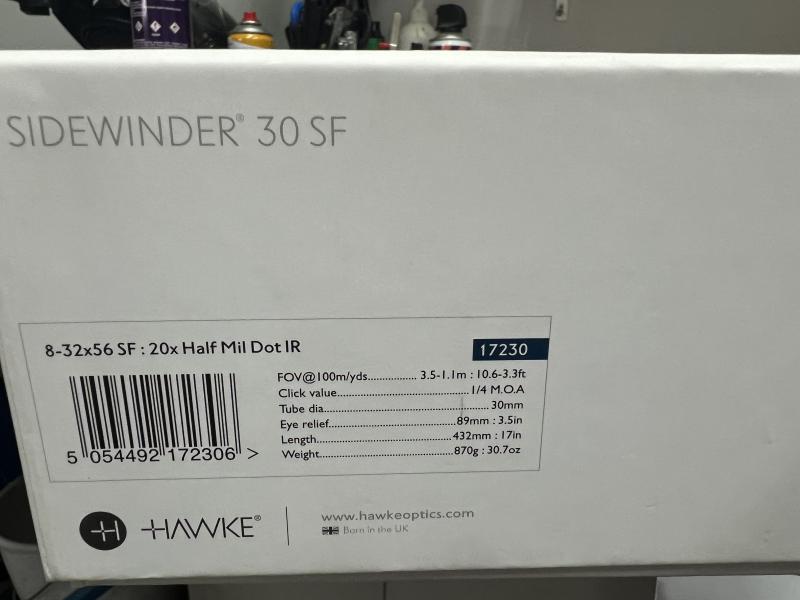 SIDEWINDER® 30 SF
8-32x56 SF : 20x Half Mil Dot IR
17230
FOV@100m/yds................ 3.5-1.1m : 10.6-3.3ft
Click value........................................1/4 M.O.A
Tube dia.................................................. 30mm
Eye relief.......................................89mm : 3.5in
Length..........................................432mm : 17in
Weight.........................................870g : 30.7oz
5 054492 172306 >
HAWKE®
www.hawkeoptics.com
Born in the UK